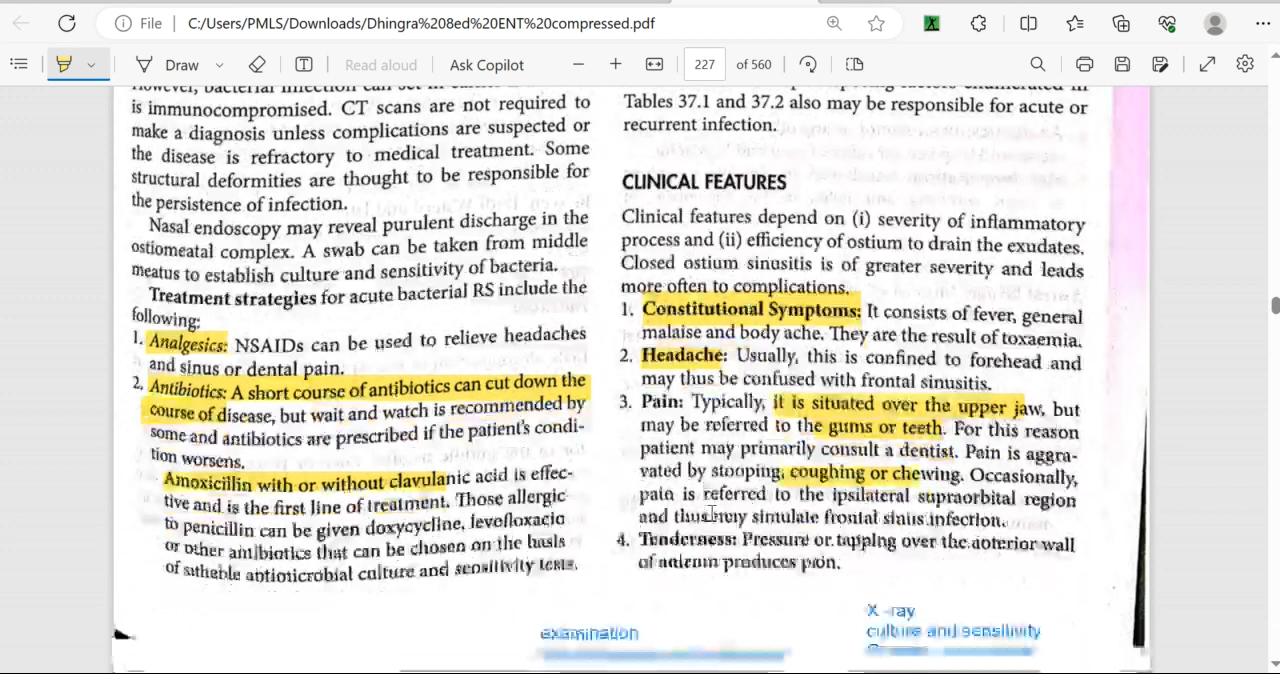 File
C:/Users/PMLS/Downloads/Dhingra%208ed%20ENT%20compressed.pdf
Draw
Read aloud
Ask Copilot
227
of 560
However, bacterial infection can set in
is immunocompromised. CT scans are not required to
make a diagnosis unless complications are suspected or
the disease is refractory to medical treatment. Some
structural deformities are thought to be responsible for
the persistence of infection.
Nasal endoscopy may reveal purulent discharge in the
ostiomeatal complex. A swab can be taken from middle
meatus to establish culture and sensitivity of bacteria.
Treatment strategies for acute bacterial RS include the
following:
1. Analgesics: NSAIDs can be used to relieve headaches
and sinus or dental pain.
2. Antibiotics: A short course of antibiotics can cut down the
course of disease, but wait and watch is recommended by
some and antibiotics are prescribed if the patient's condi-
tion worsens.
Amoxicillin with or without clavulanic acid is effec-
tive and is the first line of treatment. Those allergic
to penicillin can be given doxycycline, levofloxacin
or other antibiotics that can be chosen on the basis
of suitable antimicrobial culture and sensitivity tests.
Tables 37.1 and 37.2 also may be responsible for acute or
recurrent infection.
CLINICAL FEATURES
Clinical features depend on (i) severity of inflammatory
process and (ii) efficiency of ostium to drain the exudates.
Closed ostium sinusitis is of greater severity and leads
more often to complications.
1. Constitutional Symptoms: It consists of fever, general
malaise and body ache. They are the result of toxaemia.
2. Headache: Usually, this is confined to forehead and
may thus be confused with frontal sinusitis.
3. Pain: Typically, it is situated over the upper jaw, but
may be referred to the gums or teeth. For this reason
patient may primarily consult a dentist. Pain is aggra-
vated by stooping, coughing or chewing. Occasionally,
pain is referred to the ipsilateral supraorbital region
and thus may simulate frontal sinus infection.
4. Tenderness: Pressure or tapping over the anterior wall
of antrum produces pain.
examination
X -ray
culture and sensitivity